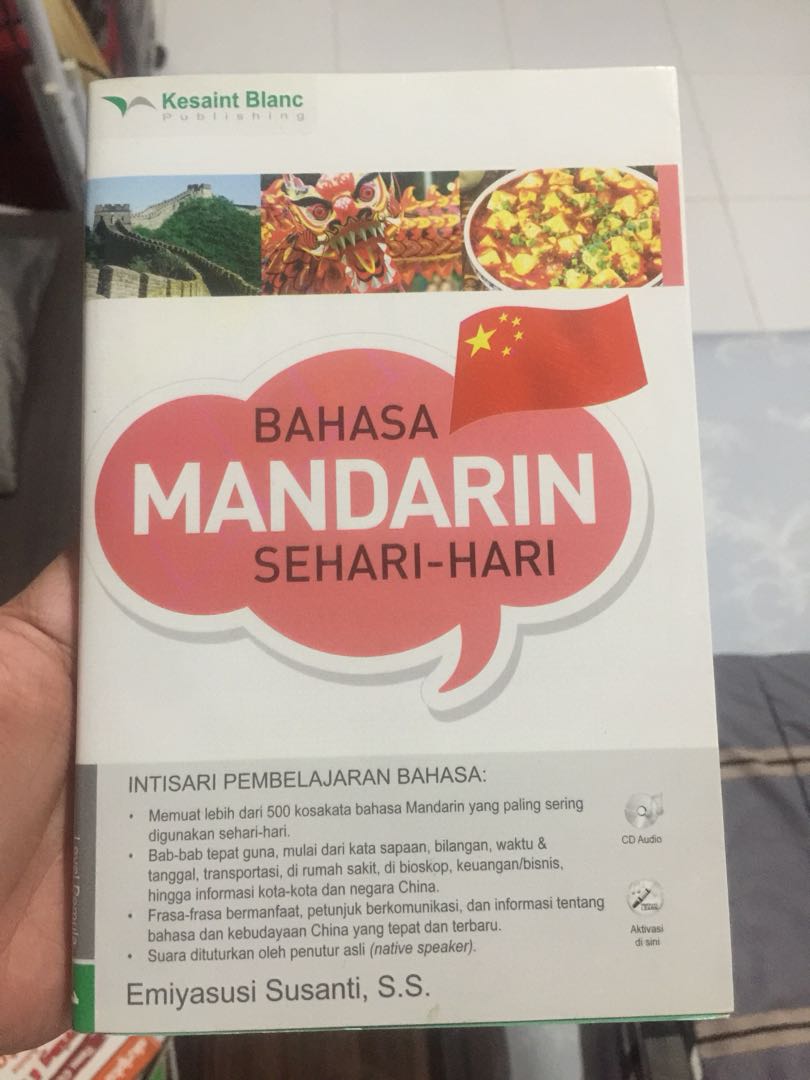 Kesaint Blanc
Publishing
BAHASA
MANDARIN
SEHARI-HARI
INTISARI PEMBELAJARAN BAHASA:
• Memuat lebih dari 500 kosakata bahasa Mandarin yang paling sering
digunakan sehari-hari.
• Bab-bab tepat guna, mulai dari kata sapaan, bilangan, waktu &
tanggal, transportasi, di rumah sakit, di bioskop, keuangan/bisnis,
hingga informasi kota-kota dan negara China.
• Frasa-frasa bermanfaat, petunjuk berkomunikasi, dan informasi tentang
bahasa dan kebudayaan China yang tepat dan terbaru.
• Suara dituturkan oleh penutur asli (native speaker).
CD Audio
Aktivasi
di sini
Emiyasusi Susanti, S.S.
Level Pemula